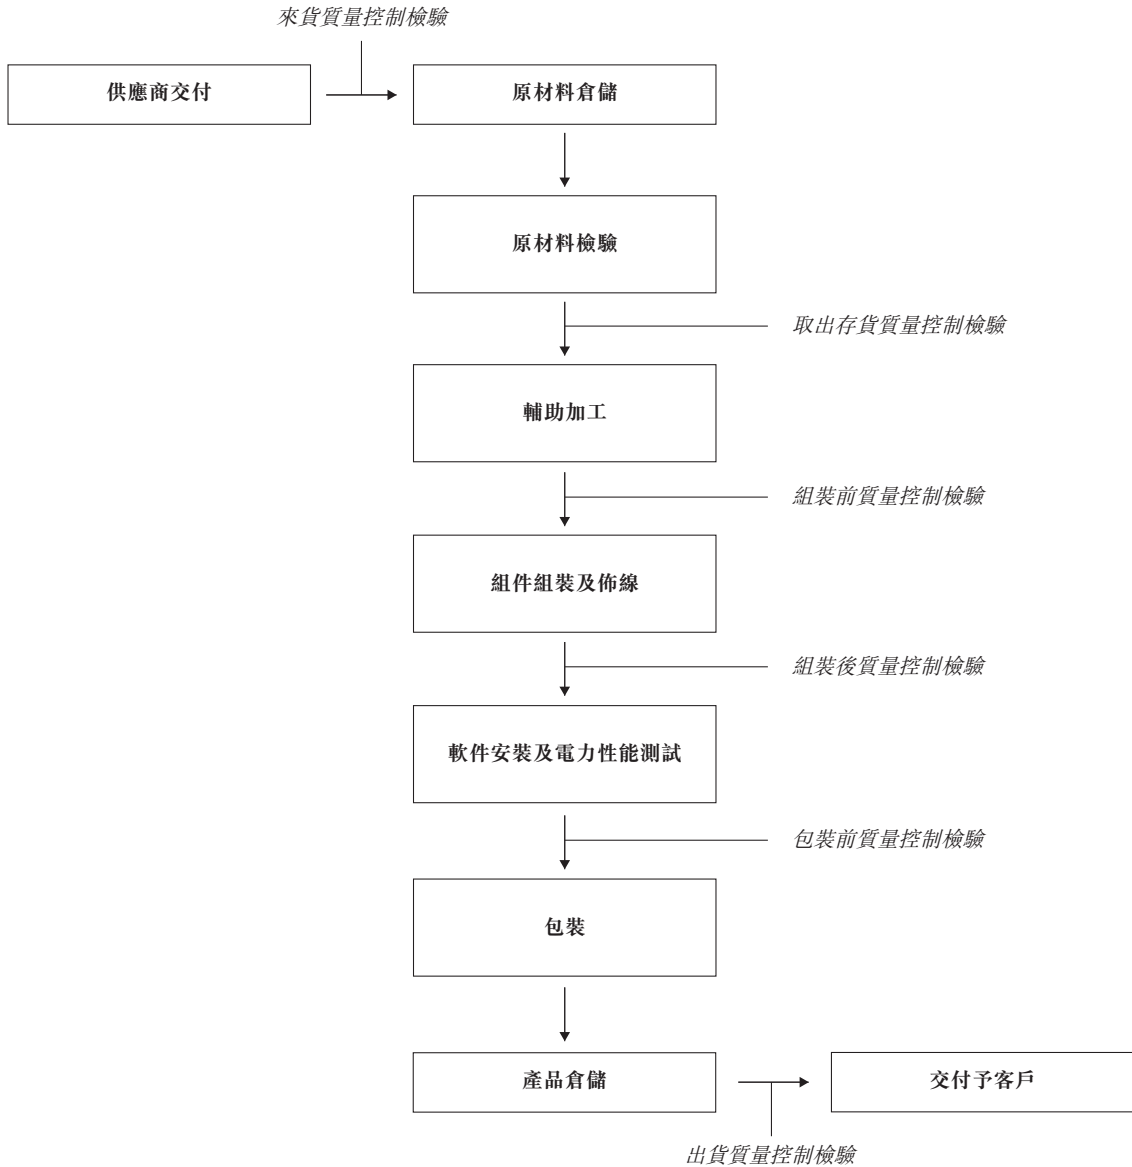 來貨質量控制檢驗
供應商交付
原材料倉儲
原材料檢驗
取出存貨質量控制檢驗
輔助加工
組裝前質量控制檢驗
組件組裝及佈線
組裝後質量控制檢驗
軟件安裝及電力性能測試
包裝前質量控制檢驗
包裝
產品倉儲
交付予客戶
出貨質量控制檢驗